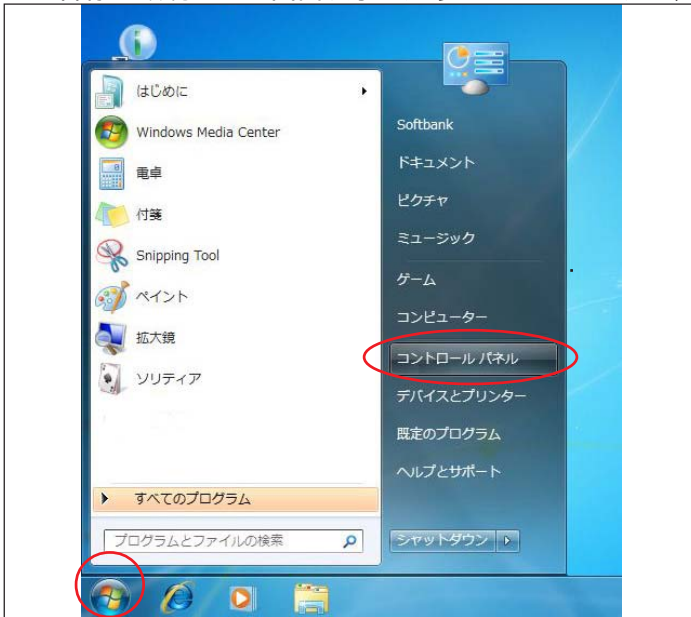 はじめに
Windows Media Center
電卓
付箋
Snipping Tool
ペイント
拡大鏡
ソリティア
すべてのプログラム
プログラムとファイルの検索
Softbank
ドキュメント
ピクチャ
ミュージック
ゲーム
コンピューター
コントロール パネル
デバイスとプリンター
既定のプログラム
ヘルプとサポート
シャットダウン